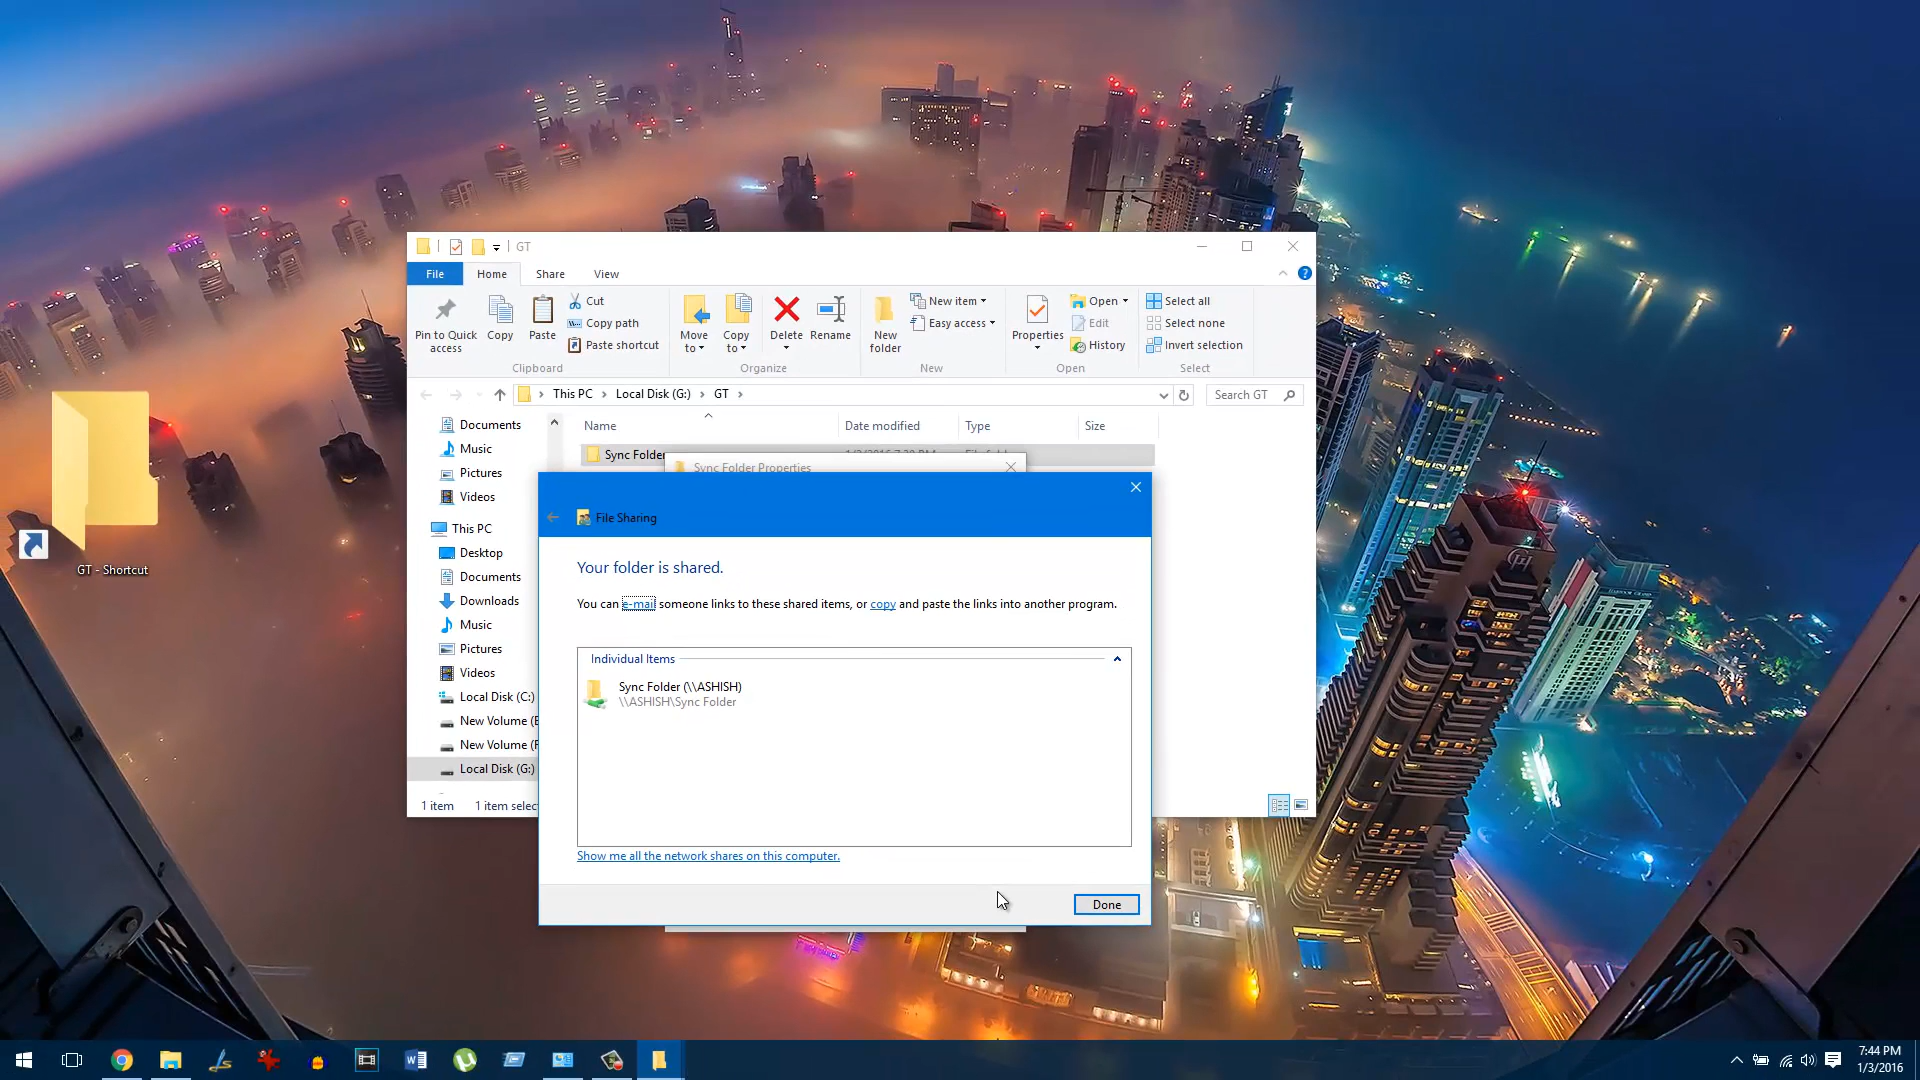 GT - Shortcut
GT
File Home Share View
Pin to Quick access
Copy
Paste
Cut
Copy path
Paste shortcut
Clipboard
Move to
Copy to
Delete
Rename
Organize
New folder
New item
Easy access
New
Properties
Open
Edit
History
Open
Select all
Select none
Invert selection
Select
This PC > Local Disk (G:) > GT >
Search GT
Name Date modified Type Size
Sync Folder
Sync Folder Properties
Documents
Music
Pictures
Videos
This PC
Desktop
Documents
Downloads
Music
Pictures
Videos
Local Disk (C:)
New Volume (
New Volume (
Local Disk (G:)
1 item 1 item selec
File Sharing
Your folder is shared.
You can e-mail someone links to these shared items, or copy and paste the links into another program.
Individual Items
Sync Folder (\\ASHISH)
\\ASHISH\Sync Folder
Show me all the network shares on this computer.
Done
7:44 PM
1/3/2016